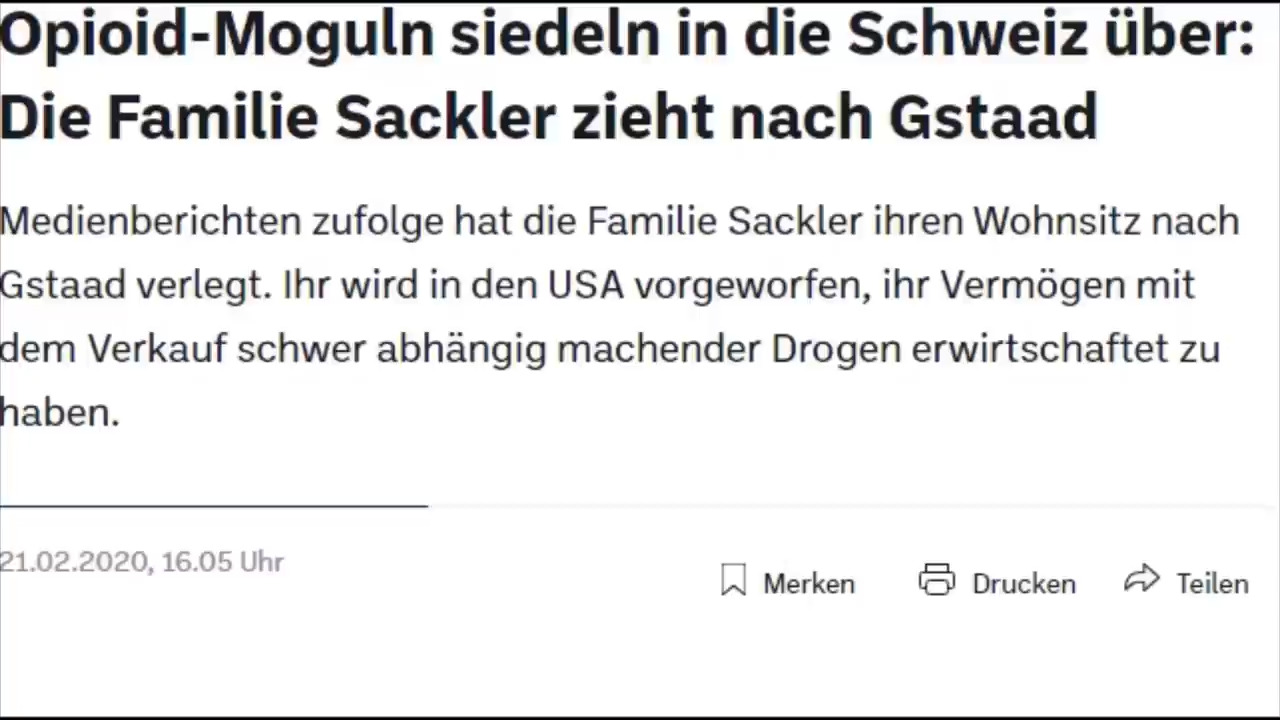 Opioid-Moguln siedeln in die Schweiz über:
Die Familie Sackler zieht nach Gstaad
Medienberichten zufolge hat die Familie Sackler ihren Wohnsitz nach
Gstaad verlegt. Ihr wird in den USA vorgeworfen, ihr Vermögen mit
dem Verkauf schwer abhängig machender Drogen erwirtschaftet zu
haben.
21.02.2020, 16.05 Uhr
Merken Drucken Teilen